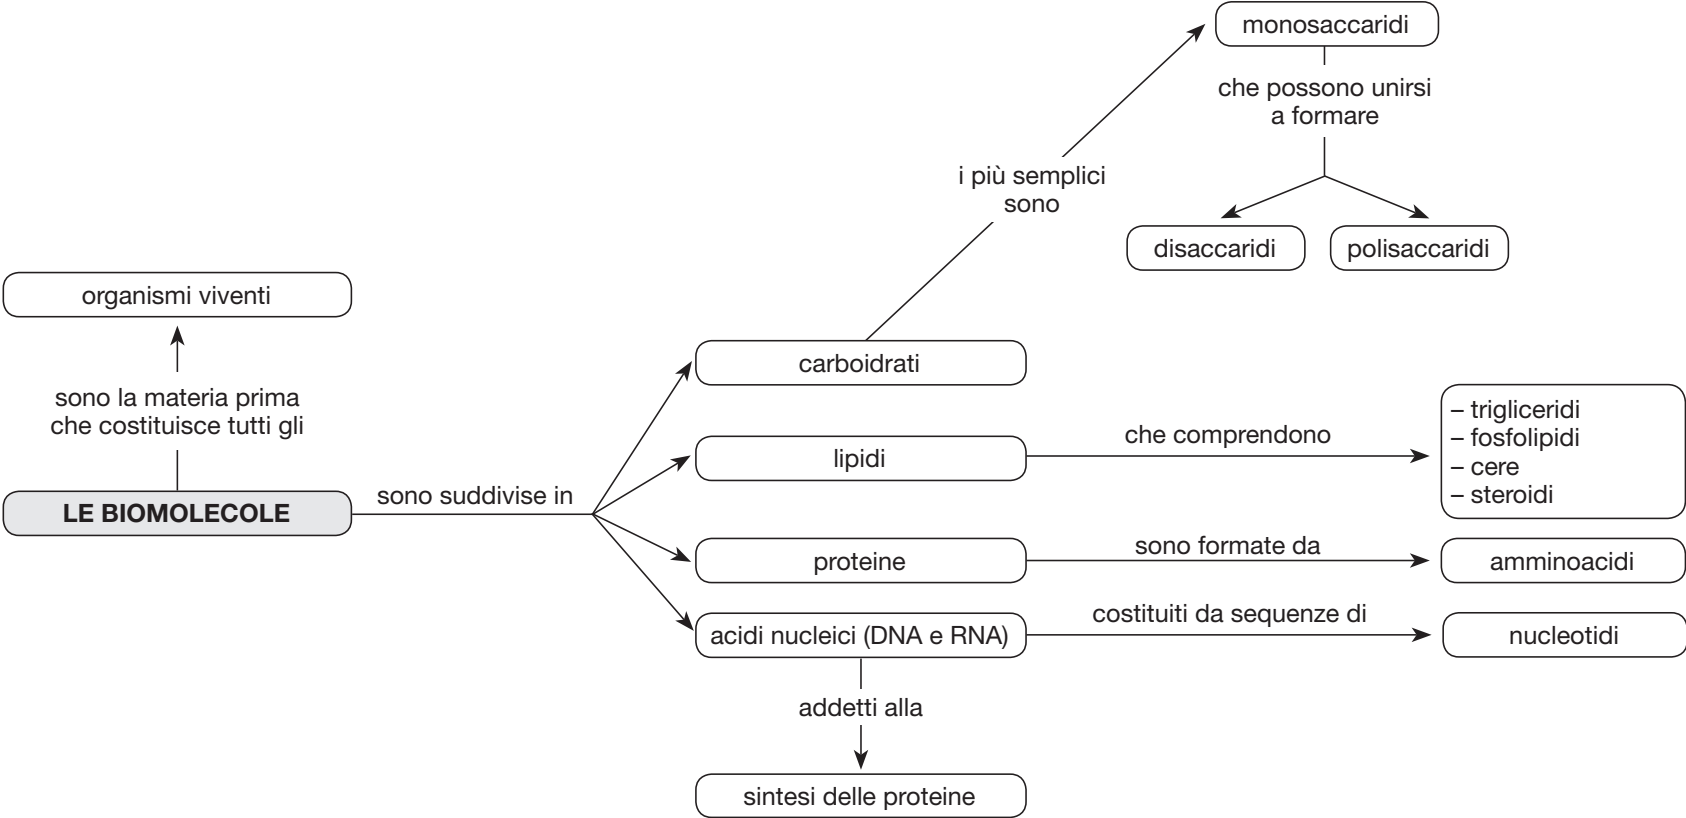 monosaccaridi
che possono unirsi
a formare
i più semplici
sono
disaccaridi
polisaccaridi
organismi viventi
sono la materia prima
che costituisce tutti gli
LE BIOMOLECOLE
sono suddivise in
carboidrati
lipidi
che comprendono
– trigliceridi
– fosfolipidi
– cere
– steroidi
proteine
sono formate da
amminoacidi
acidi nucleici (DNA e RNA)
costituiti da sequenze di
nucleotidi
addetti alla
sintesi delle proteine